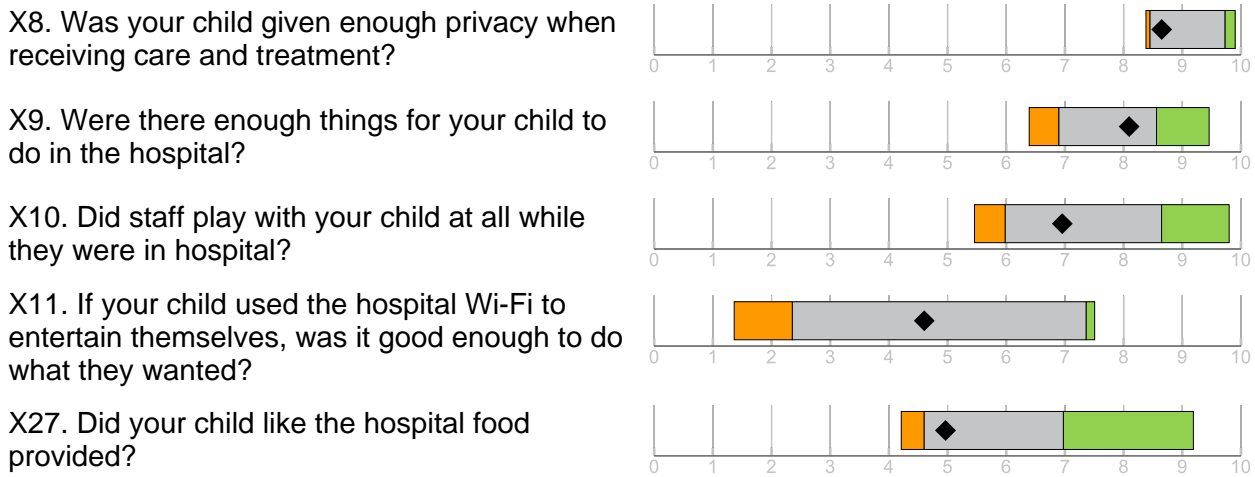 X8. Was your child given enough privacy when
receiving care and treatment?
0 1 2 3 4 5 6 7 8 9 10
X9. Were there enough things for your child to
do in the hospital?
0 1 2 3 4 5 6 7 8 9 10
X10. Did staff play with your child at all while
they were in hospital?
0 1 2 3 4 5 6 7 8 9 10
X11. If your child used the hospital Wi-Fi to
entertain themselves, was it good enough to do
what they wanted?
0 1 2 3 4 5 6 7 8 9 10
X27. Did your child like the hospital food
provided?
0 1 2 3 4 5 6 7 8 9 10